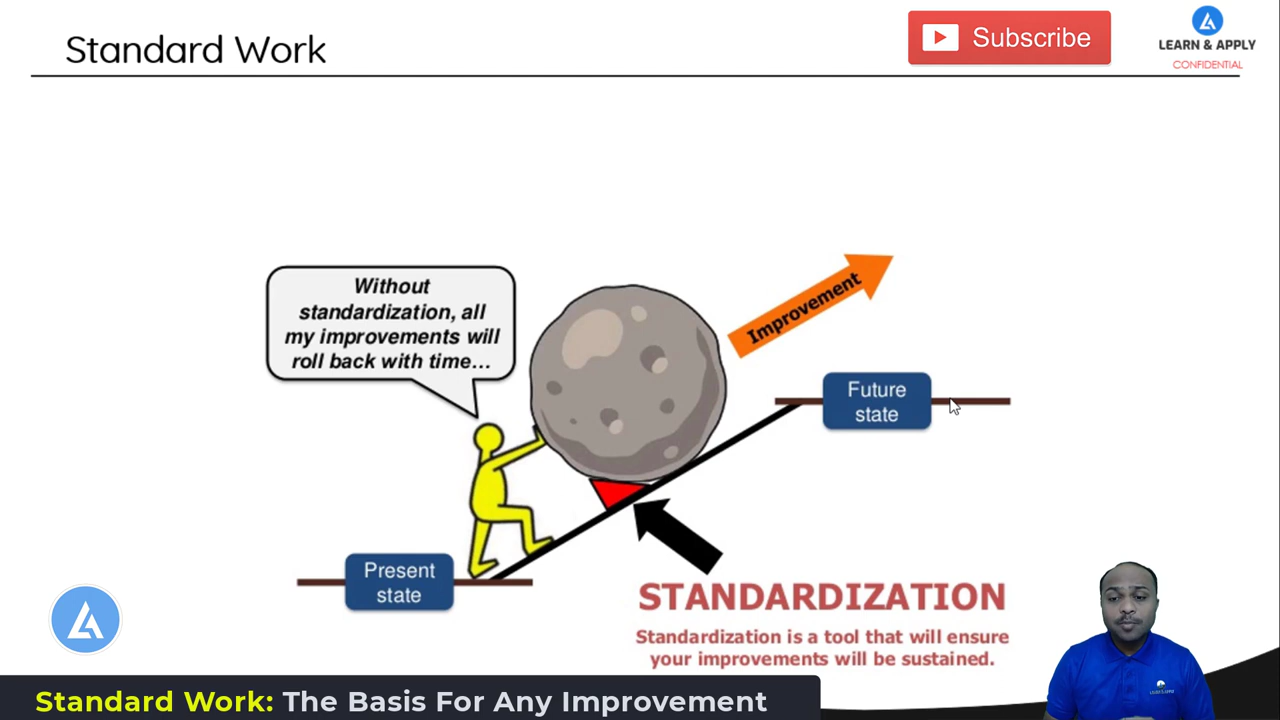 Standard Work
Subscribe
LEARN & APPLY
CONFIDENTIAL
Without
standardization, all
my improvements will
roll back with time...
Improvement
Future
state
Present
state
STANDARDIZATION
Standardization is a tool that will ensure
your improvements will be sustained.
Standard Work: The Basis For Any Improvement